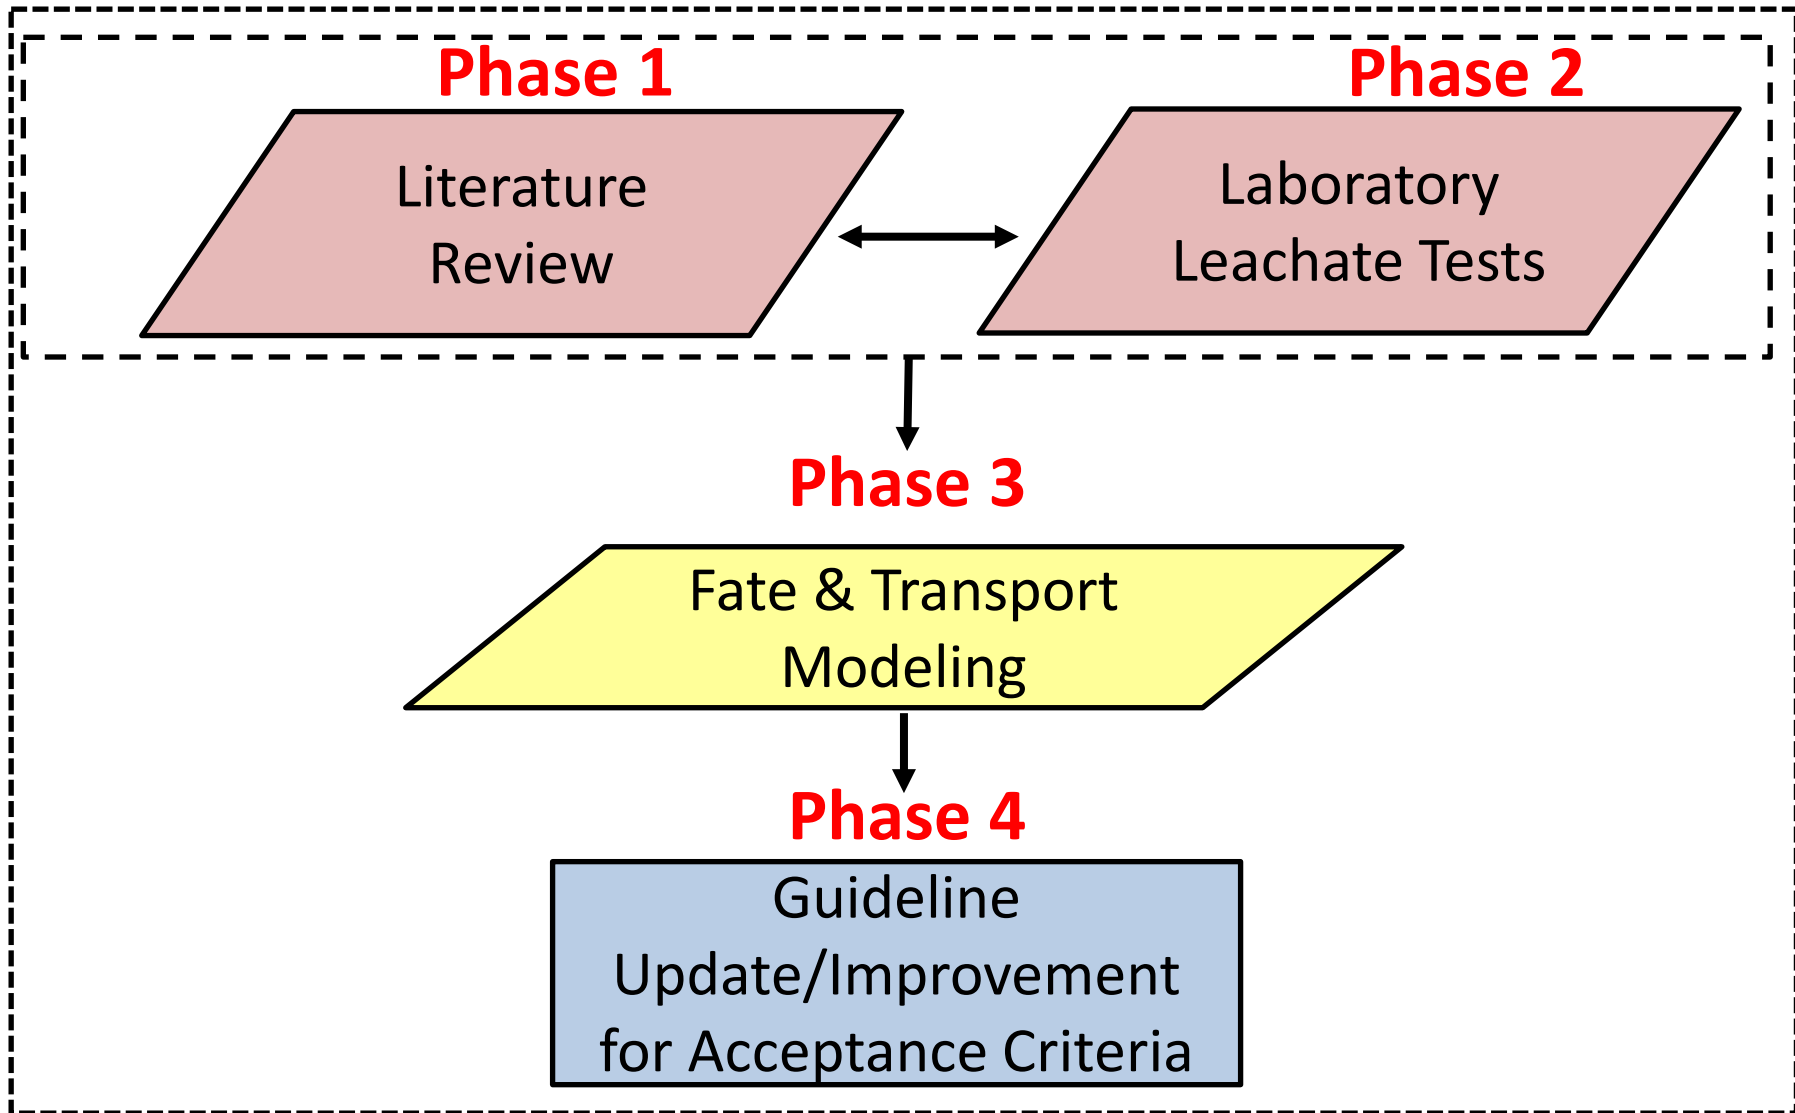 Phase 1
Literature
Review
Phase 2
Laboratory
Leachate Tests
Phase 3
Fate & Transport
Modeling
Phase 4
Guideline
Update/Improvement
for Acceptance Criteria